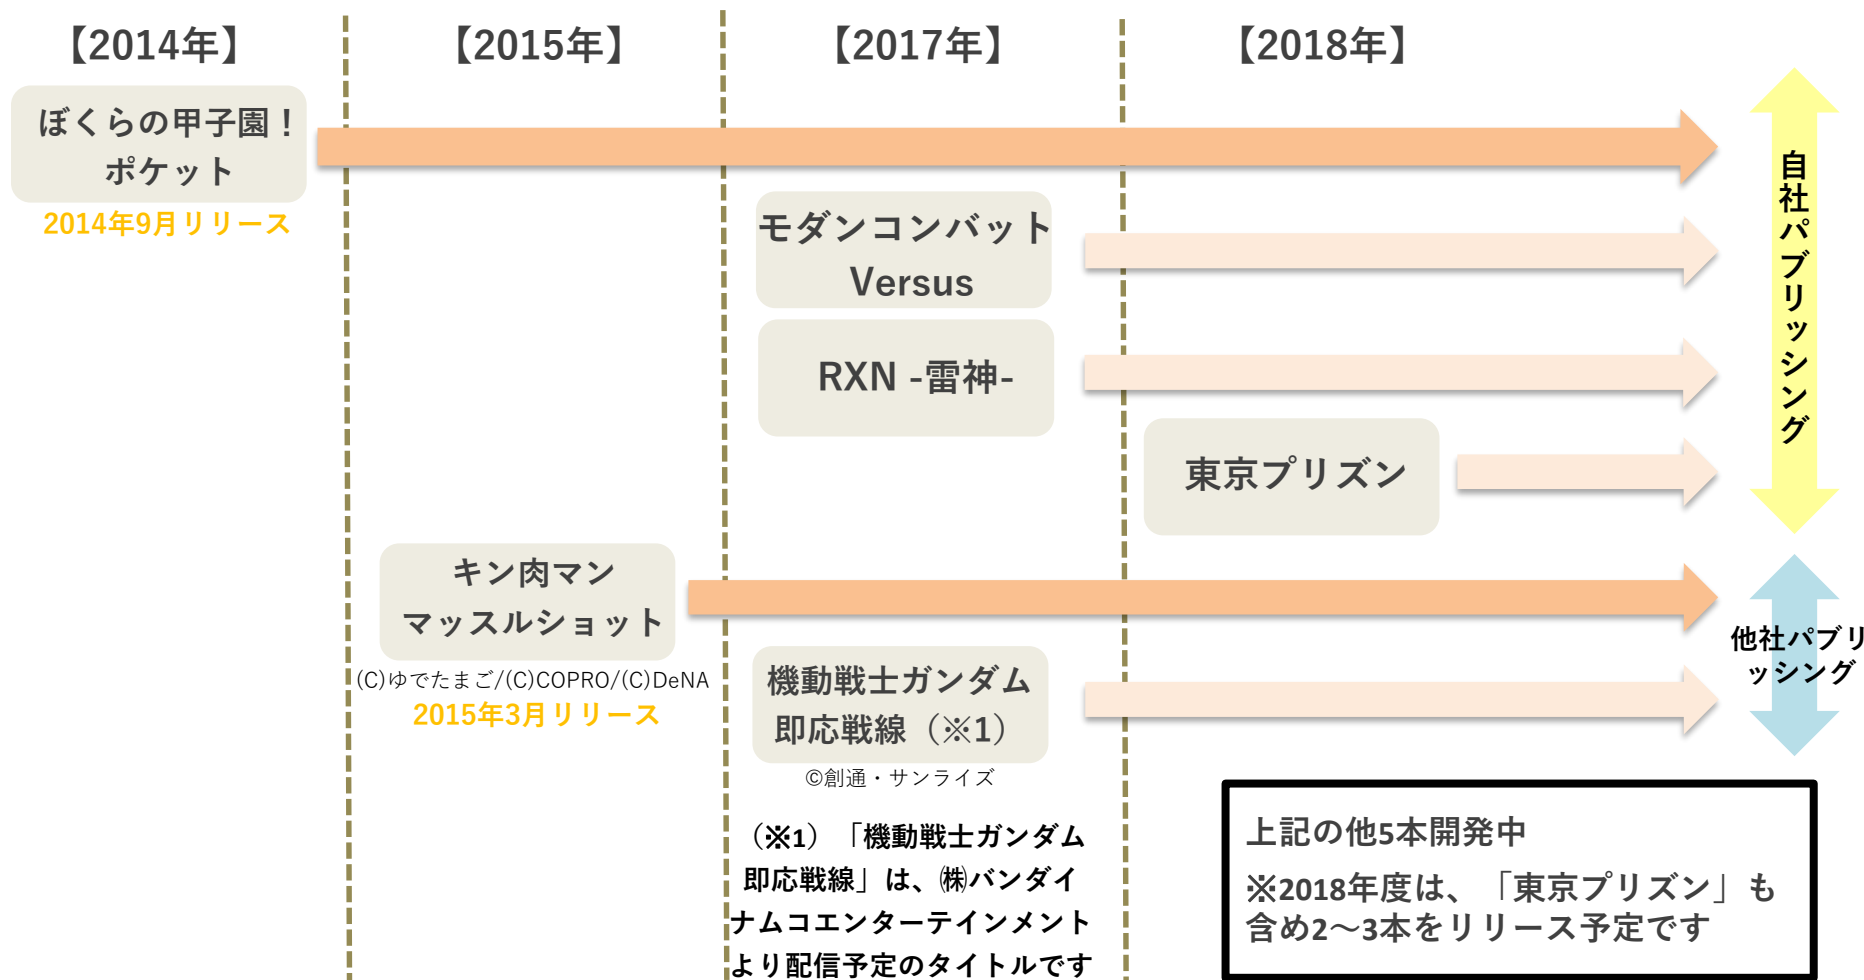 【2014年】
【2015年】
【2017年】
【2018年】
ぼくらの甲子園！
ポケット
2014年9月リリース
モダンコンバット
Versus
RXN -雷神-
東京プリズン
自社パブリッシング
キン肉マン
マッスルショット
(C)ゆでたまご/(C)COPRO/(C)DeNA
2015年3月リリース
機動戦士ガンダム
即応戦線（※1）
©創通・サンライズ
他社パブリ
ッシング
（※1）「機動戦士ガンダム
即応戦線」は、㈱バンダイ
ナムコエンターテインメント
より配信予定のタイトルです
上記の他5本開発中
※2018年度は、「東京プリズン」も
含め2～3本をリリース予定です